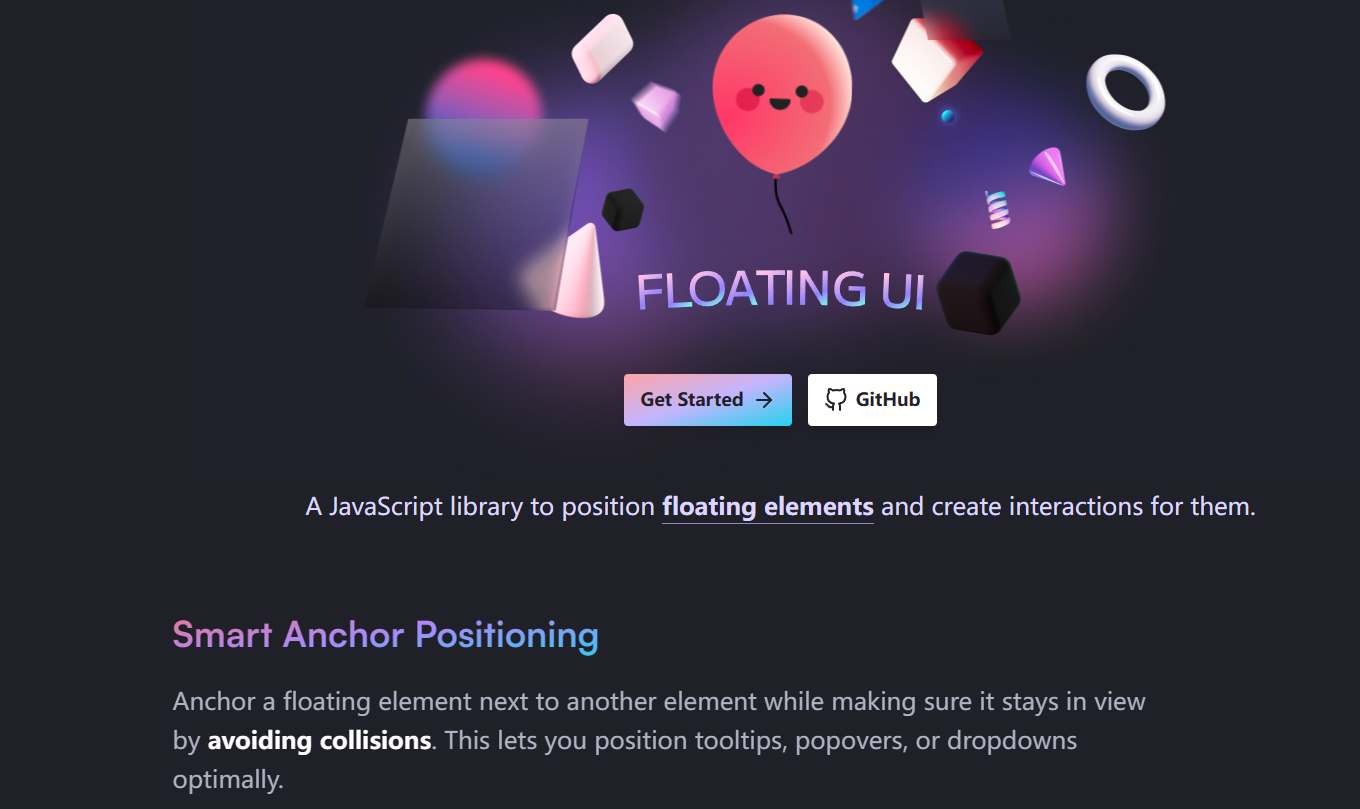 FLOATING UI
Get Started
GitHub
A JavaScript library to position floating elements and create interactions for them.
Smart Anchor Positioning
Anchor a floating element next to another element while making sure it stays in view
by avoiding collisions. This lets you position tooltips, popovers, or dropdowns
optimally.